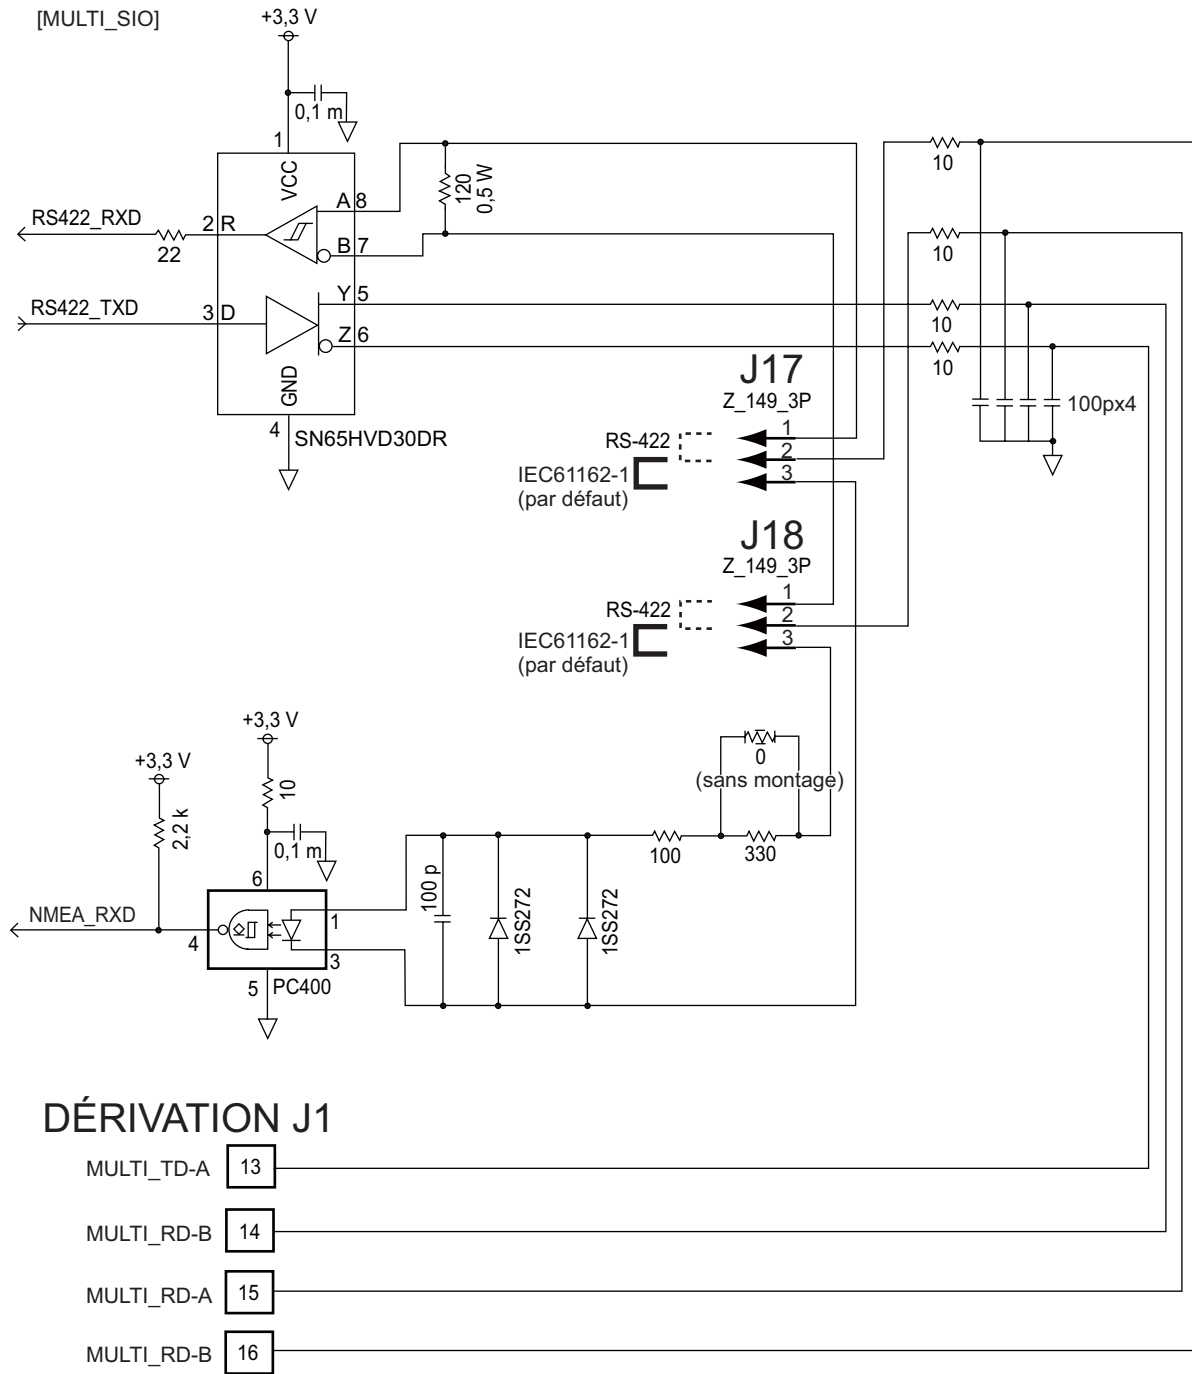 [MULTI_SIO]
+3,3 V
0,1 m
1
VCC
A 8
120
0,5 W
10
RS422_RXD
22
2 R
B 7
10
RS422_TXD
3 D
Y 5
10
Z 6
10
GND
4
SN65HVD30DR
100px4
J17
Z_149_3P
RS-422
1
2
3
IEC61162-1
(par défaut)
J18
Z_149_3P
RS-422
1
2
3
IEC61162-1
(par défaut)
+3,3 V
+3,3 V
10
2,2 k
0,1 m
0
(sans montage)
100
330
6
NMEA_RXD
4
1
3
5
PC400
100 p
1SS272
1SS272
DÉRIVATION J1
MULTI_TD-A 13
MULTI_RD-B 14
MULTI_RD-A 15
MULTI_RD-B 16